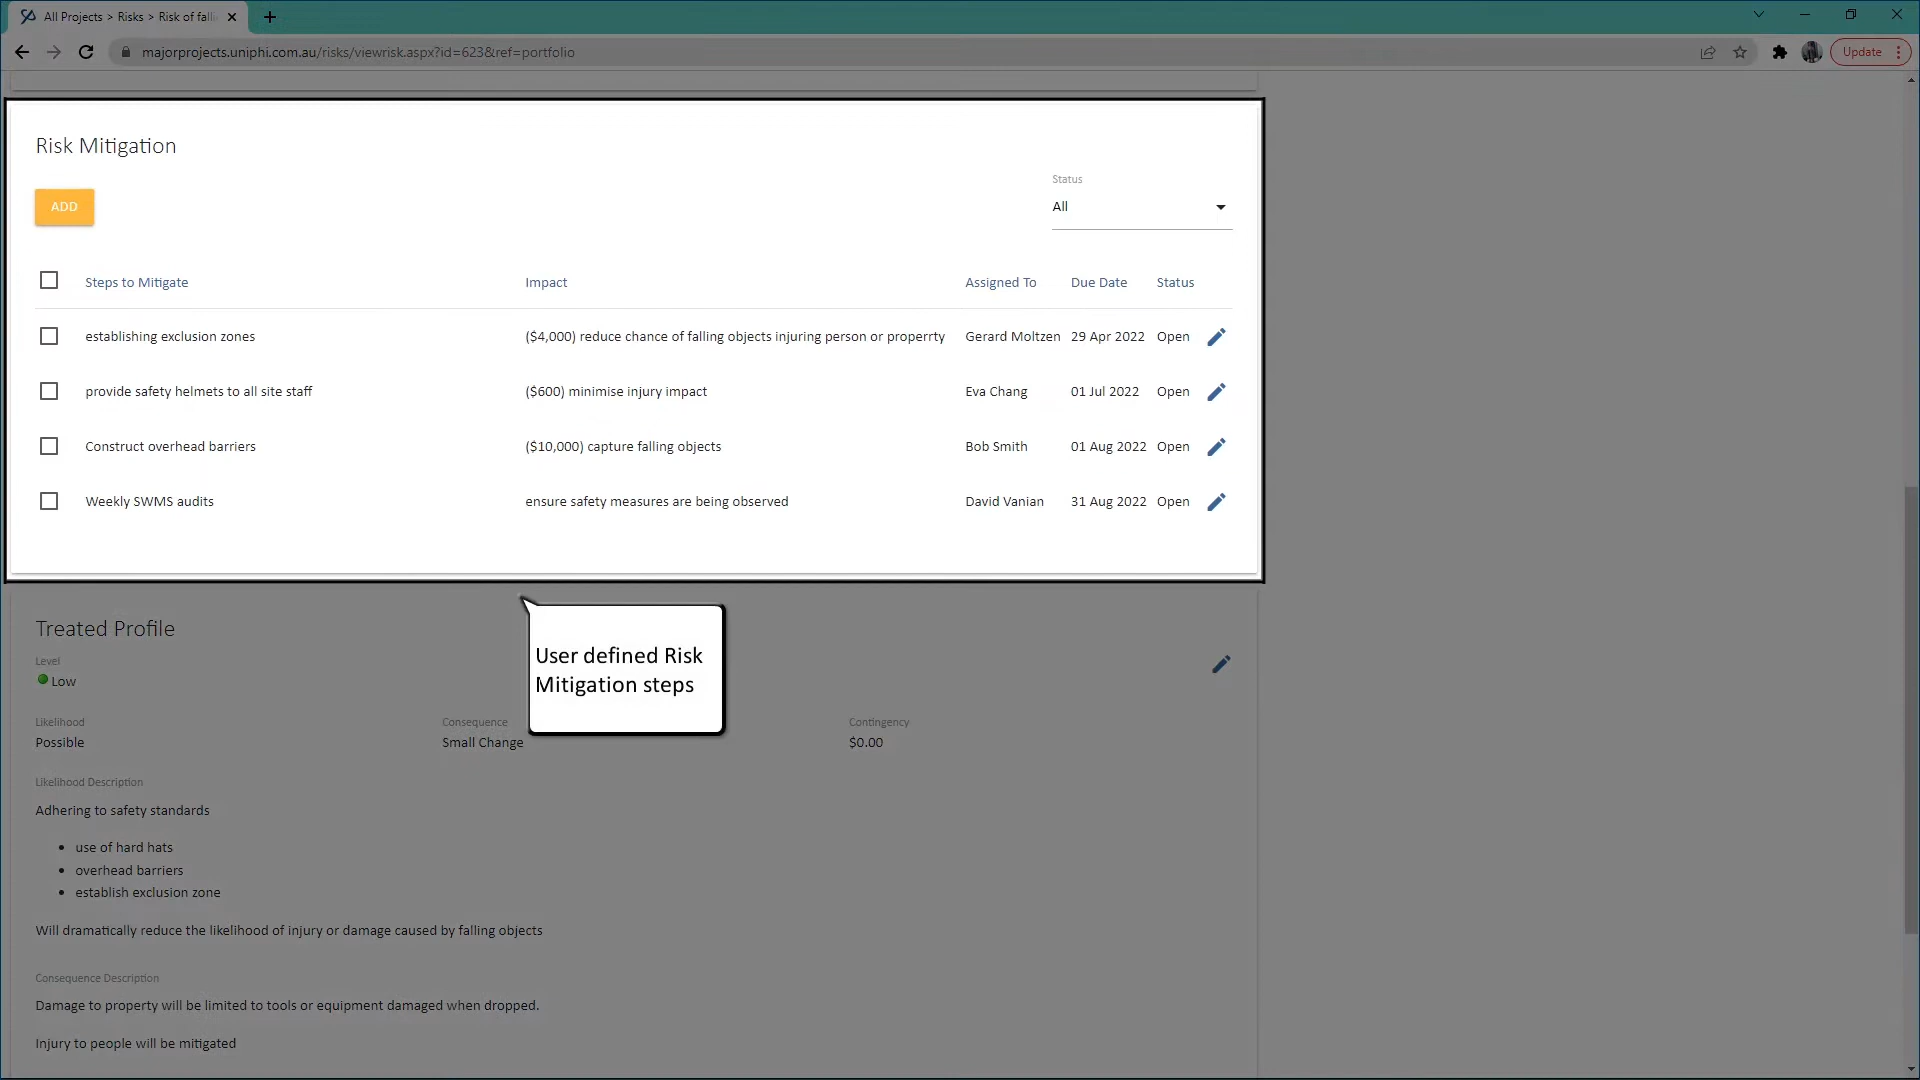 All Projects > Risks > Risk of fall
majorprojects.uniphi.com.au/risks/viewrisk.aspx?id=623&ref=portfolio
Update
Risk Mitigation
ADD
Status
All
Steps to Mitigate Impact Assigned To Due Date Status
establishing exclusion zones ($4,000) reduce chance of falling objects injuring person or properrty Gerard Moltzen 29 Apr 2022 Open
provide safety helmets to all site staff ($600) minimise injury impact Eva Chang 01 Jul 2022 Open
Construct overhead barriers ($10,000) capture falling objects Bob Smith 01 Aug 2022 Open
Weekly SWMS audits ensure safety measures are being observed David Vanian 31 Aug 2022 Open
User defined Risk
Mitigation steps
Treated Profile
Level
Low
Likelihood Consequence Contingency
Possible Small Change $0.00
Likelihood Description
Adhering to safety standards
• use of hard hats
• overhead barriers
• establish exclusion zone
Will dramatically reduce the likelihood of injury or damage caused by falling objects
Consequence Description
Damage to property will be limited to tools or equipment damaged when dropped.
Injury to people will be mitigated